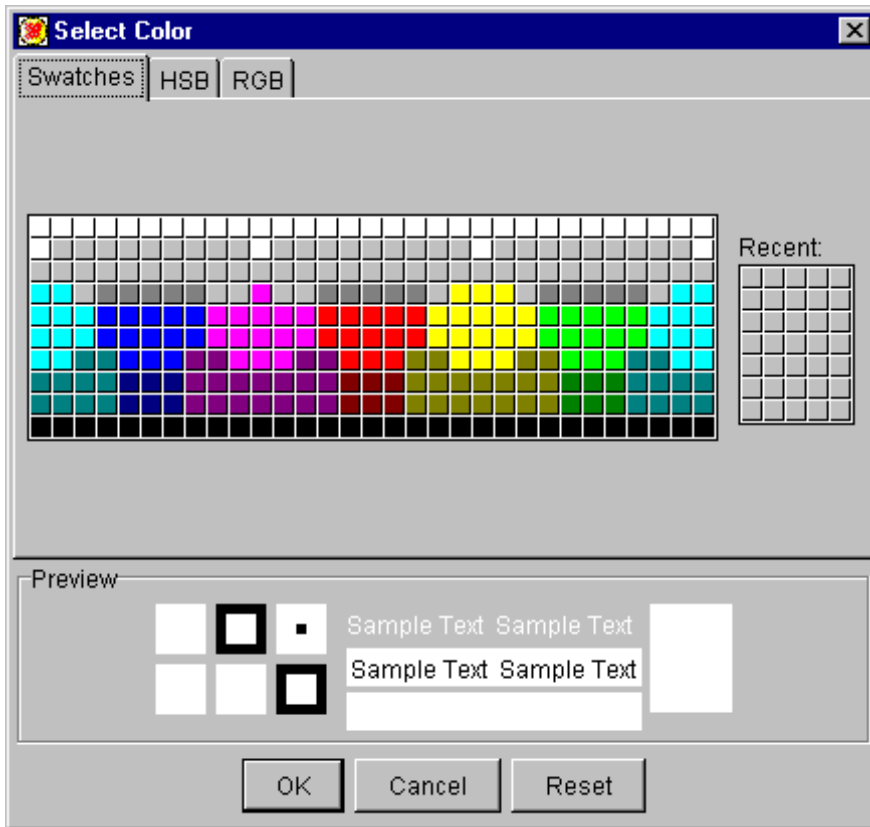 Select Color
Swatches HSB RGB
Recent:
Preview
Sample Text Sample Text
Sample Text Sample Text
OK Cancel Reset